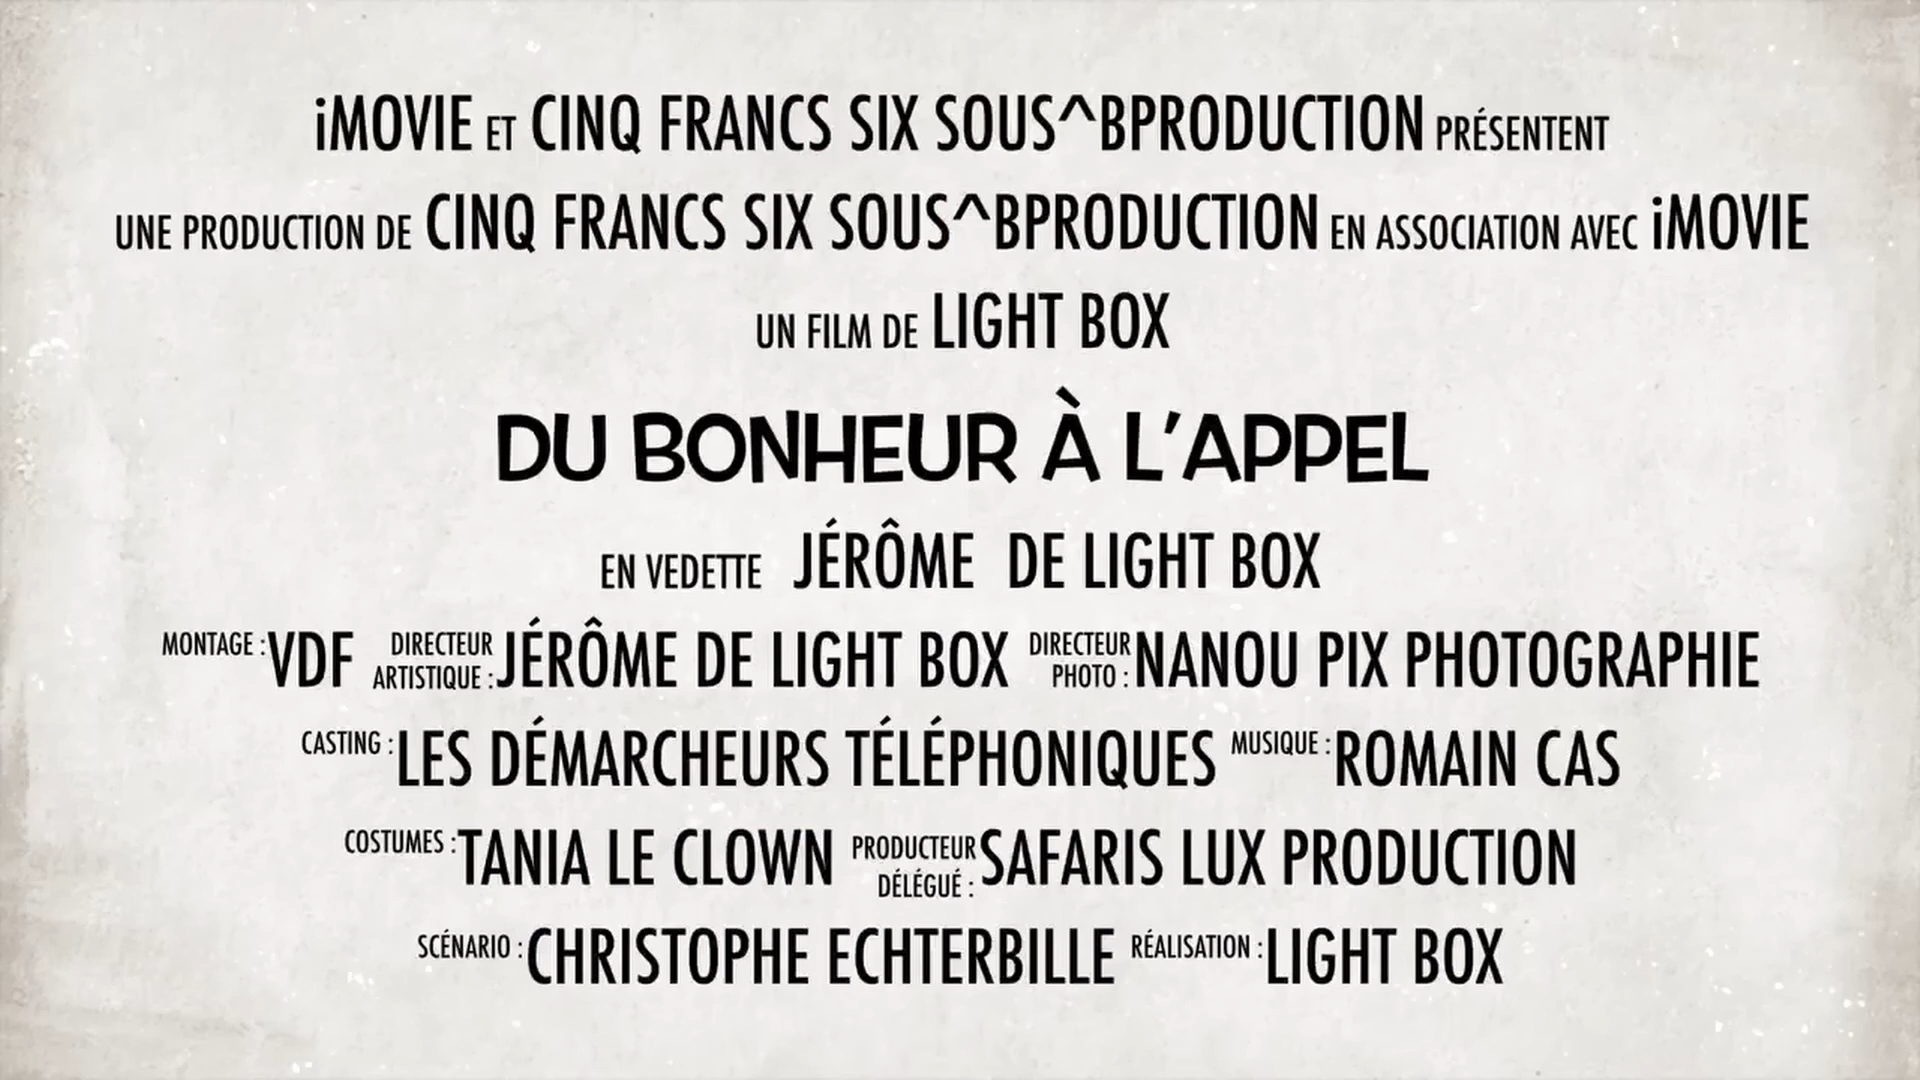 iMOVIE ET CINQ FRANCS SIX SOUS^BPRODUCTION PRÉSENTENT
UNE PRODUCTION DE CINQ FRANCS SIX SOUS^BPRODUCTION EN ASSOCIATION AVEC iMOVIE
UN FILM DE LIGHT BOX
DU BONHEUR À L'APPEL
EN VEDETTE JÉRÔME DE LIGHT BOX
MONTAGE : VDF DIRECTEUR ARTISTIQUE : JÉRÔME DE LIGHT BOX DIRECTEUR PHOTO : NANOU PIX PHOTOGRAPHIE
CASTING : LES DÉMARCHEURS TÉLÉPHONIQUES MUSIQUE : ROMAIN CAS
COSTUMES : TANIA LE CLOWN PRODUCTEUR DÉLÉGUÉ : SAFARIS LUX PRODUCTION
SCÉNARIO : CHRISTOPHE ECHTERBILLE RÉALISATION : LIGHT BOX